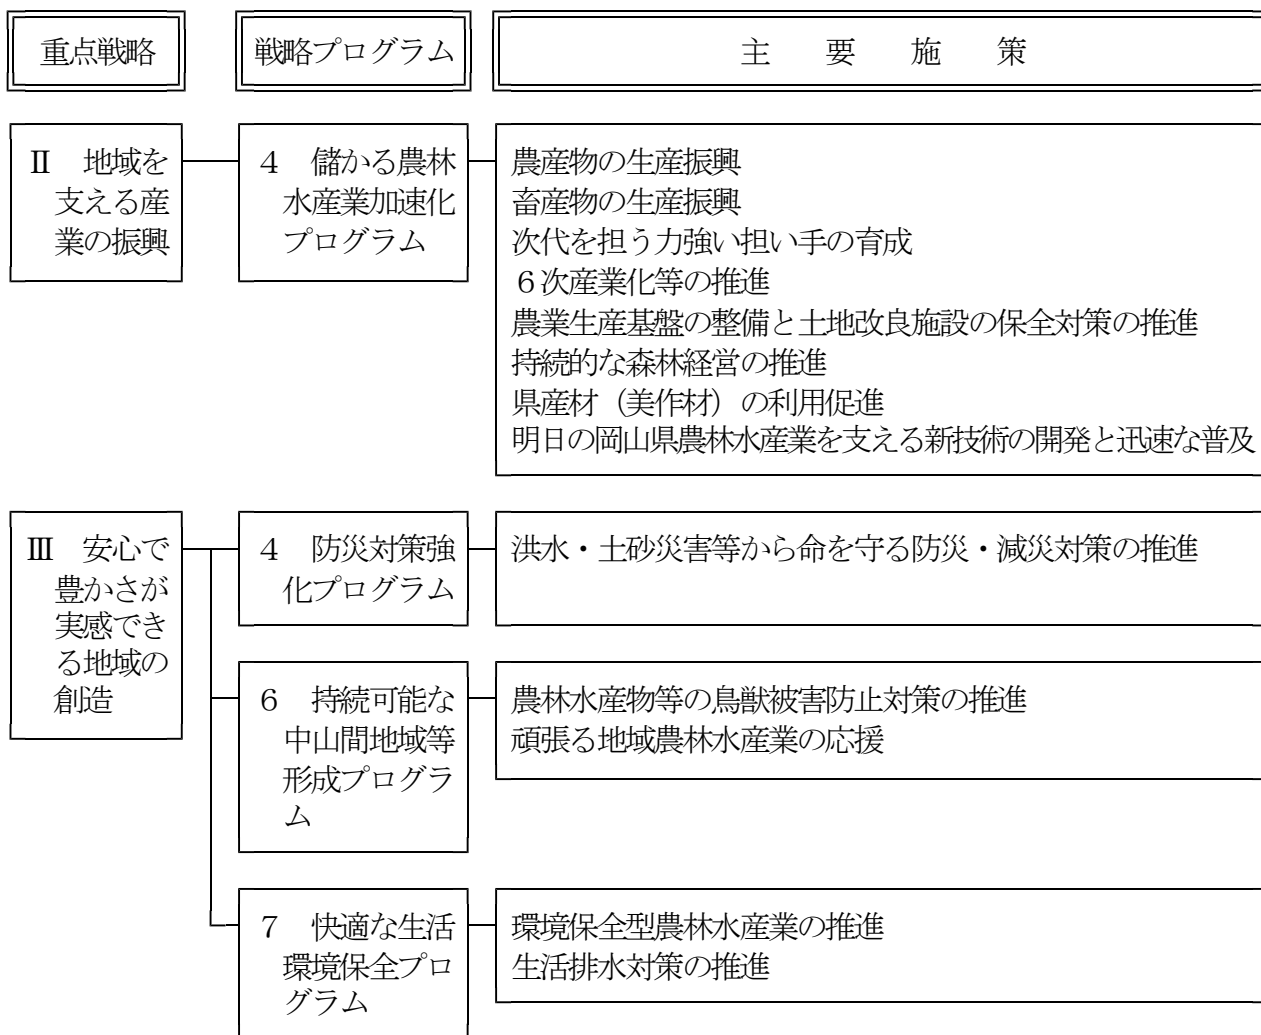 重点戦略
戦略プログラム
主要施策
Ⅱ 地域を
支える産
業の振興
４ 儲かる農林
水産業加速化
プログラム
農産物の生産振興
畜産物の生産振興
次代を担う力強い担い手の育成
６次産業化等の推進
農業生産基盤の整備と土地改良施設の保全対策の推進
持続的な森林経営の推進
県産材（美作材）の利用促進
明日の岡山県農林水産業を支える新技術の開発と迅速な普及
Ⅲ 安心で
豊かさが
実感でき
る地域の
創造
４ 防災対策強
化プログラム
洪水・土砂災害等から命を守る防災・減災対策の推進
６ 持続可能な
中山間地域等
形成プログラ
ム
農林水産物等の鳥獣被害防止対策の推進
頑張る地域農林水産業の応援
７ 快適な生活
環境保全プロ
グラム
環境保全型農林水産業の推進
生活排水対策の推進